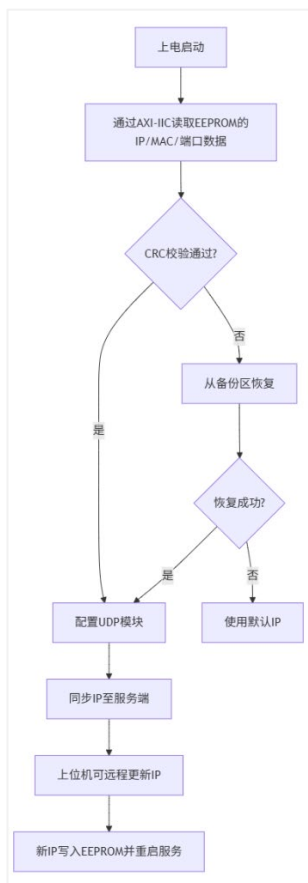 上电启动
通过AXI-IIC读取EEPROM的
IP/MAC/端口数据
CRC校验通过?
否
从备份区恢复
是
恢复成功?
是
否
配置UDP模块
使用默认IP
同步IP至服务端
上位机可远程更新IP
新IP写入EEPROM并重启服务